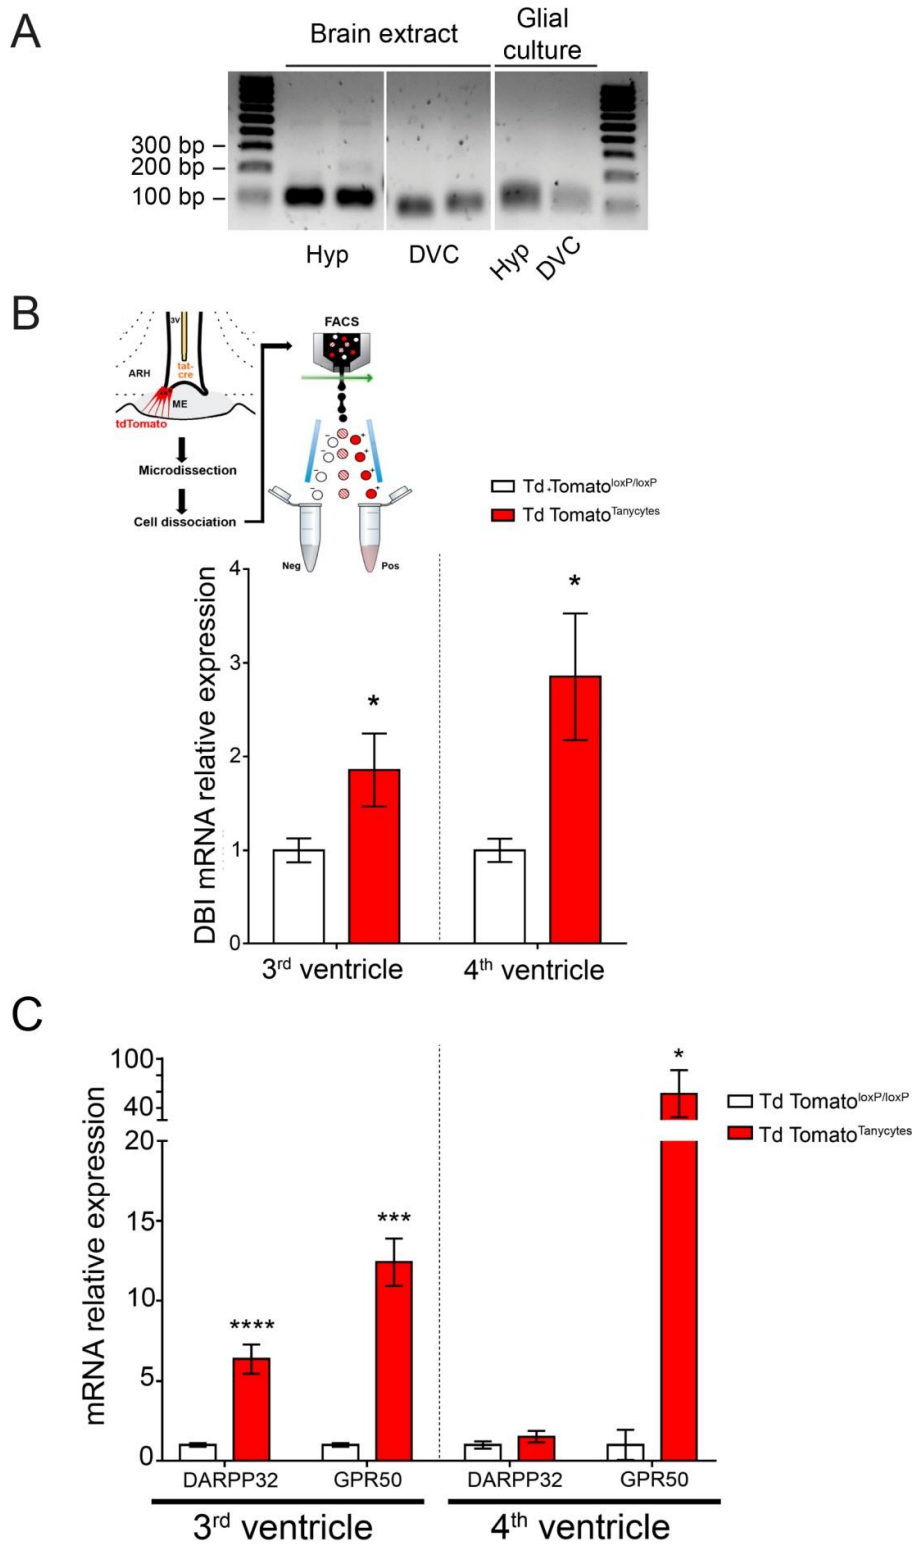 A
Brain extract
Glial
culture
300 bp –
200 bp –
100 bp –
Hyp
DVC
Hyp
DVC
B
3V
tat-
cre
ARH
ME
tdTomato
Microdissection
Cell dissociation
FACS
– +
– +
– +
– +
Neg
Pos
Td-Tomato^loxP/loxP
Td Tomato^Tanycytes
DBI mRNA relative expression
4
3
2
1
0
*
*
3rd ventricle
4th ventricle
C
mRNA relative expression
100
40
20
15
10
5
0
****
***
*
Td Tomato^loxP/loxP
Td Tomato^Tanycytes
DARPP32
GPR50
DARPP32
GPR50
3rd ventricle
4th ventricle